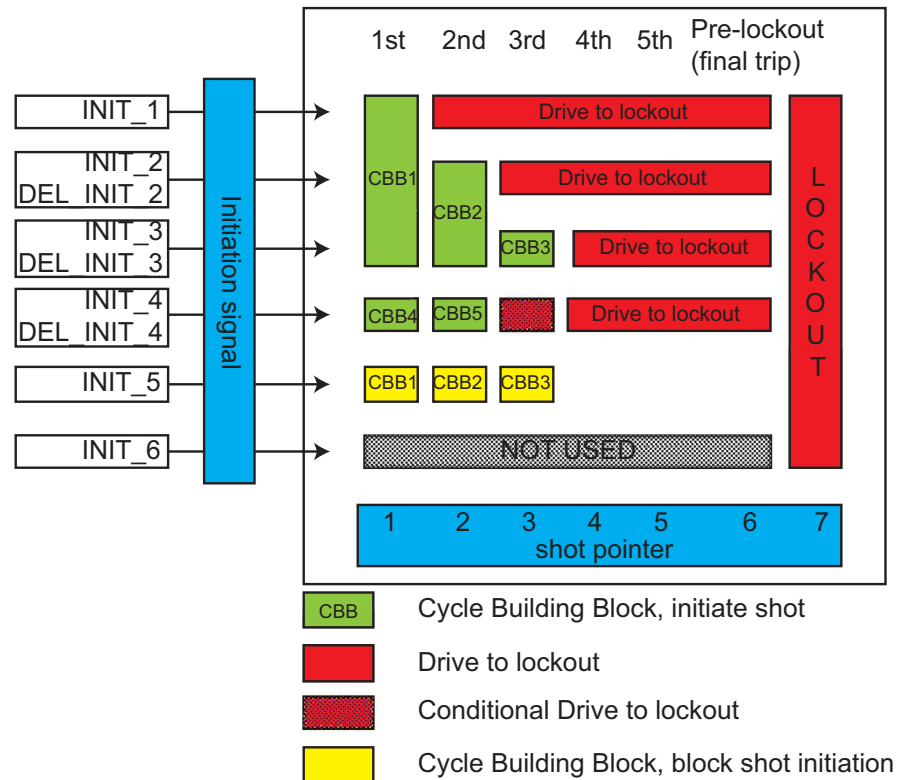 1st 2nd 3rd 4th 5th Pre-lockout
(final trip)
INIT_1
Drive to lockout
INIT_2
DEL_INIT_2
CBB1
CBB2
Drive to lockout
INIT_3
DEL_INIT_3
CBB3
Drive to lockout
INIT_4
DEL_INIT_4
CBB4
CBB5
Drive to lockout
INIT_5
CBB1
CBB2
CBB3
INIT_6
NOT USED
Initiation signal
LOCKOUT
1 2 3 4 5 6 7
shot pointer
CBB Cycle Building Block, initiate shot
Drive to lockout
Conditional Drive to lockout
Cycle Building Block, block shot initiation